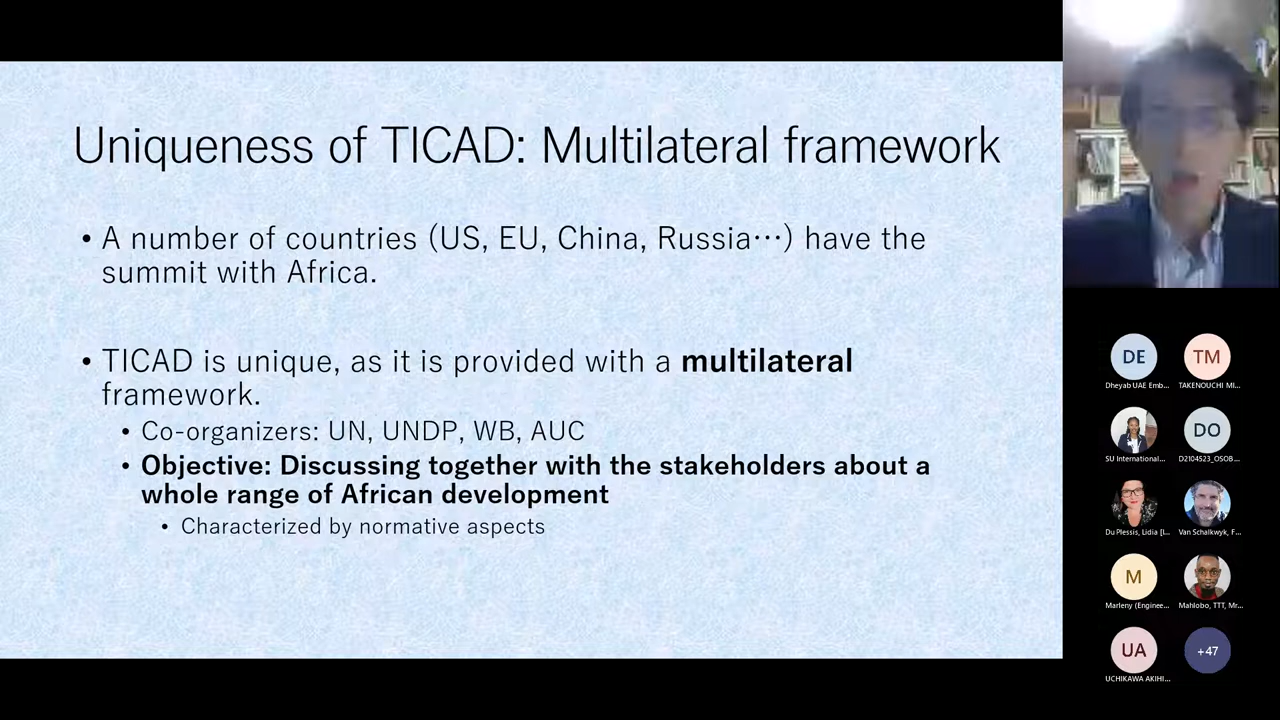 Uniqueness of TICAD: Multilateral framework
• A number of countries (US, EU, China, Russia⋯) have the
summit with Africa.
• TICAD is unique, as it is provided with a multilateral
framework.
• Co-organizers: UN, UNDP, WB, AUC
• Objective: Discussing together with the stakeholders about a
whole range of African development
• Characterized by normative aspects
DE
TM
Dheyab UAE Emb...
TAKENOUCHI MI...
DO
SU International...
D2104523_OSOB...
Du Plessis, Lidia [l...
Van Schalkwyk, F...
M
Marleny (Enginee...
Mahlobo, TTT, Mr...
UA
+47
UCHIKAWA AKIHI...